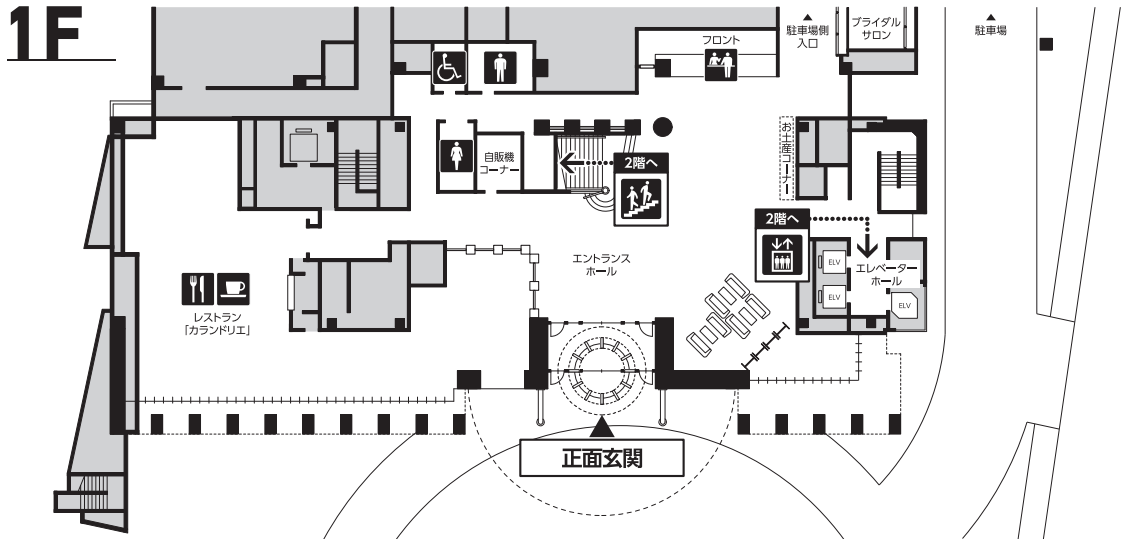 1F
駐車場側
入口
ブライダル
サロン
駐車場
フロント
お土産コーナー
自販機
コーナー
2階へ
2階へ
エントランス
ホール
ELV
ELV
ELV
エレベーター
ホール
レストラン
「カランドリエ」
正面玄関